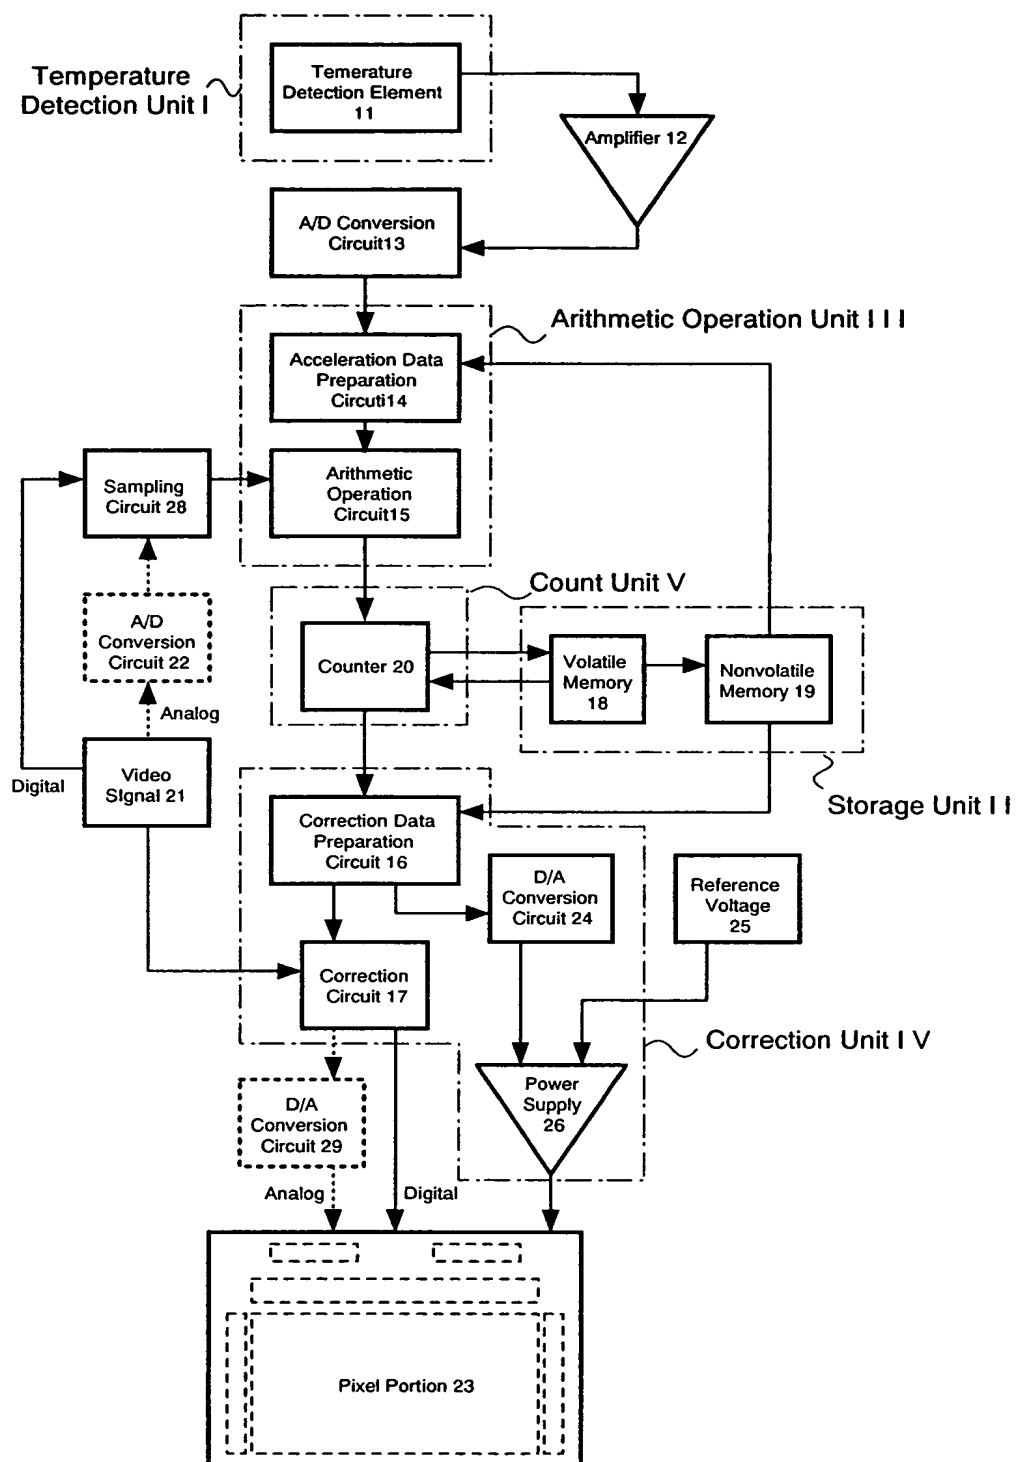 Temperature
Detection Unit I
Temerature
Detection Element
11
Amplifier 12
A/D Conversion
Circuit13
Arithmetic Operation Unit I I I
Acceleration Data
Preparation
Circuti14
Sampling
Circuit 28
Arithmetic
Operation
Circuit15
A/D
Conversion
Circuit 22
Analog
Count Unit V
Counter 20
Volatile
Memory
18
Nonvolatile
Memory 19
Digital
Video
SIgnal 21
Storage Unit I I
Correction Data
Preparation
Circuit 16
D/A
Conversion
Circuit 24
Reference
Voltage
25
Correction
Circuit 17
Correction Unit I V
D/A
Conversion
Circuit 29
Power
Supply
26
Analog
Digital
Pixel Portion 23